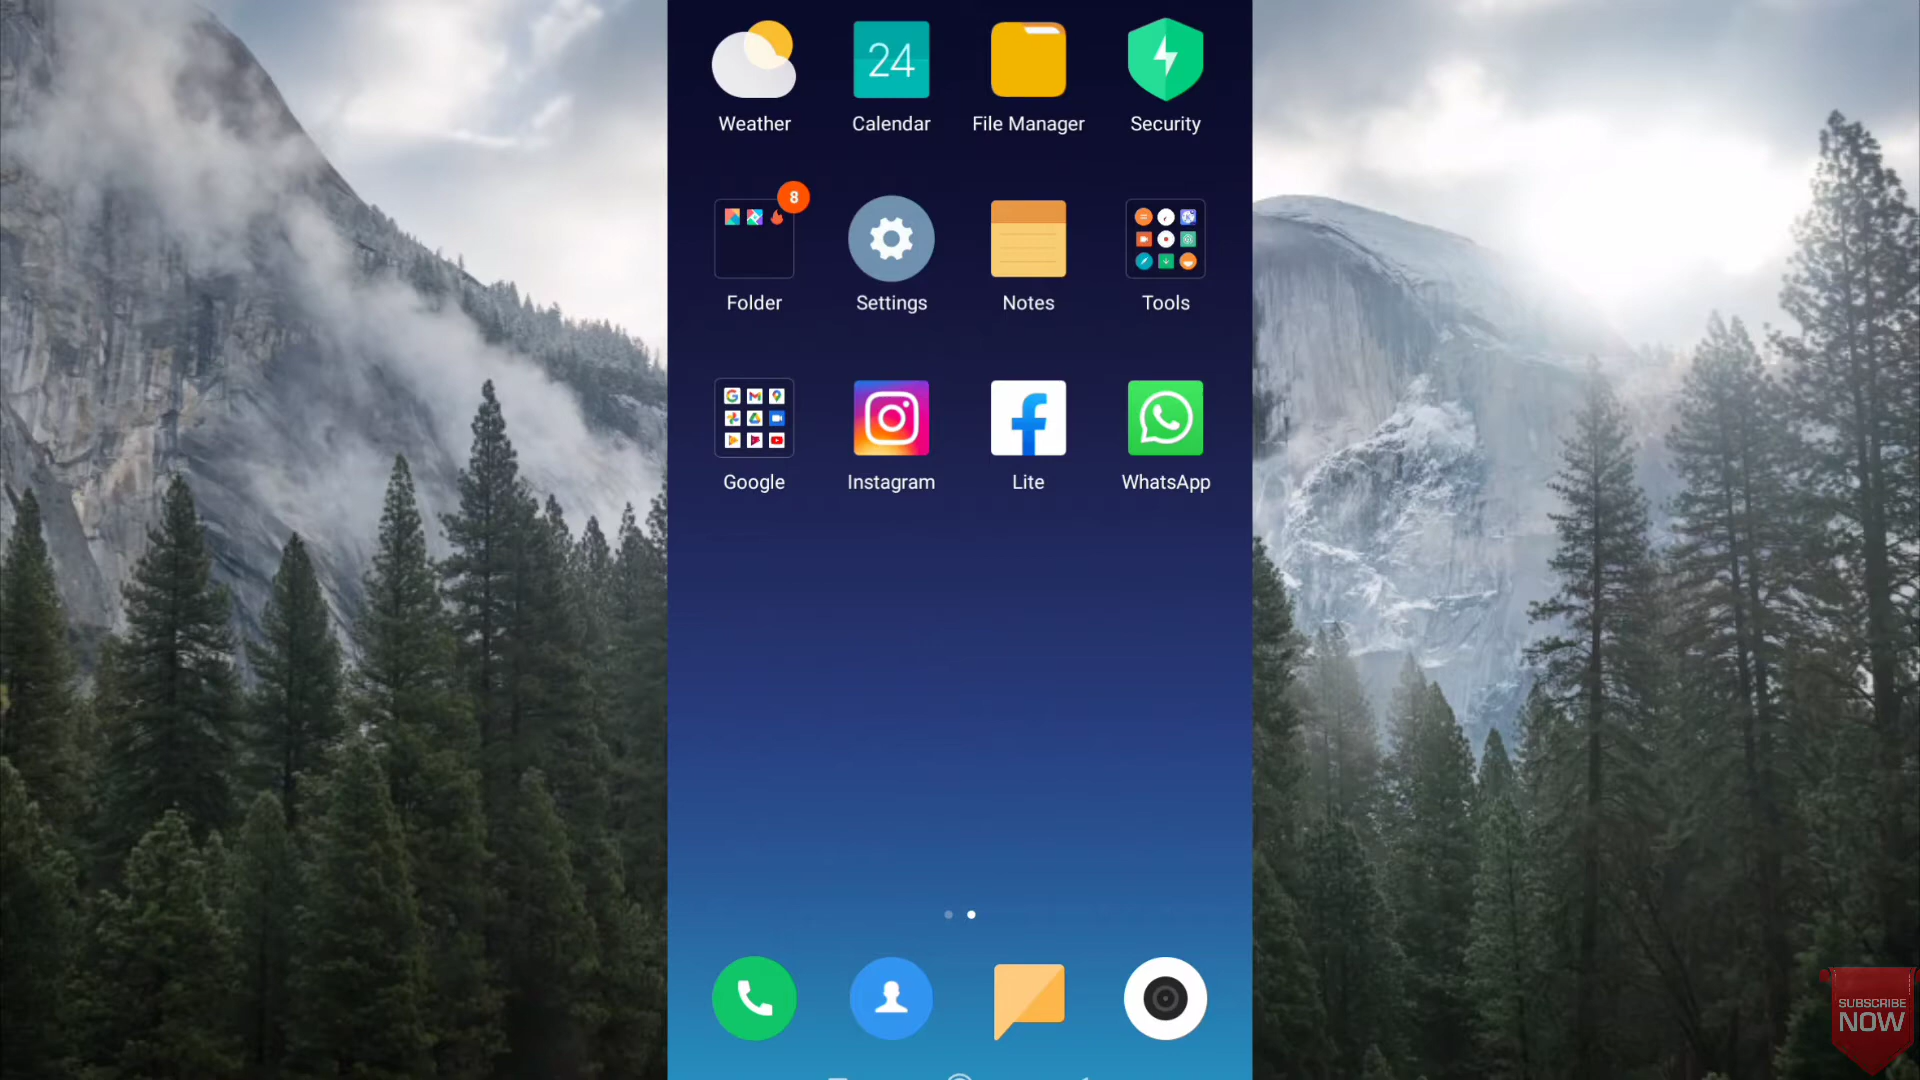 24
Weather
Calendar
File Manager
Security
8
Folder
Settings
Notes
Tools
Google
Instagram
Lite
WhatsApp
SUBSCRIBE
NOW